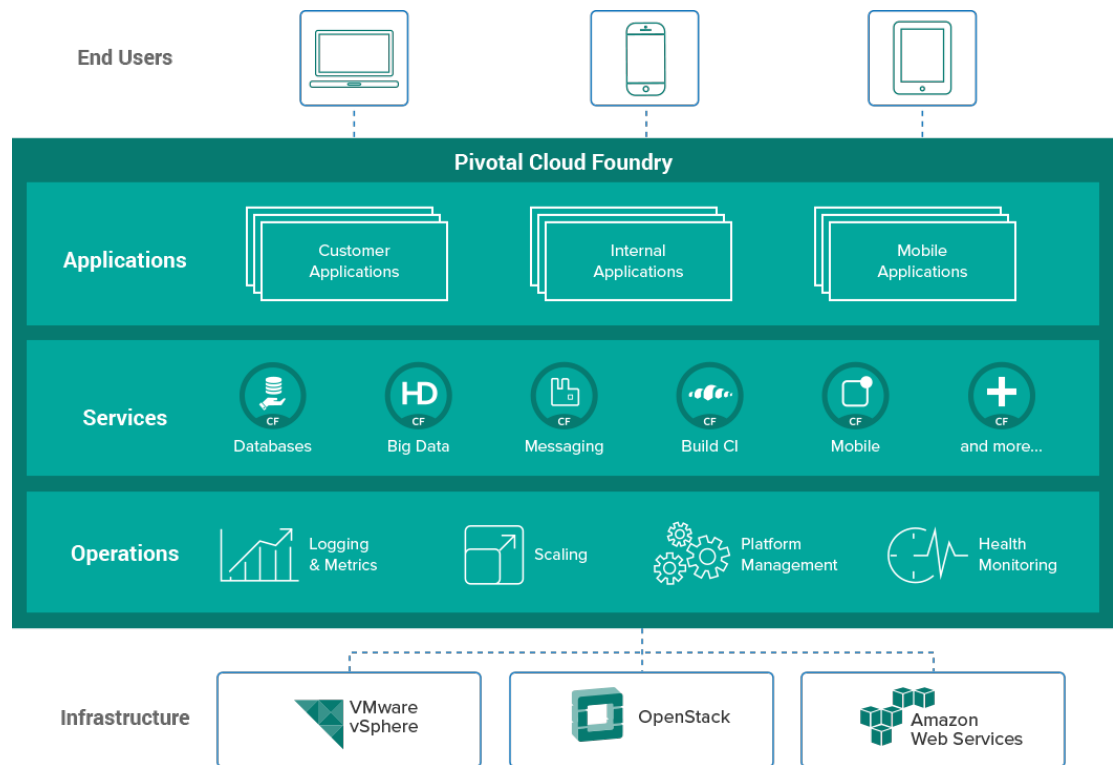 End Users
Pivotal Cloud Foundry
Applications
Customer
Applications
Internal
Applications
Mobile
Applications
Services
HD
CF
CF
CF
CF
CF
CF
Databases
Big Data
Messaging
Build CI
Mobile
and more...
Operations
Logging
& Metrics
Scaling
Platform
Management
Health
Monitoring
Infrastructure
VMware
vSphere
OpenStack
Amazon
Web Services